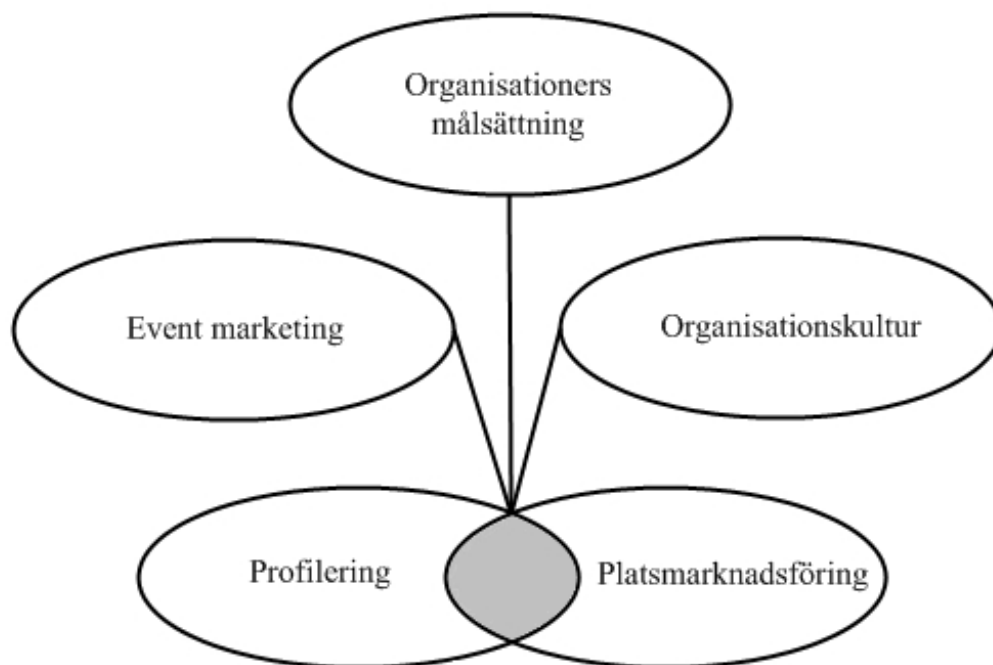 Organisationers
målsättning
Event marketing
Organisationskultur
Profilering
Platsmarknadsföring